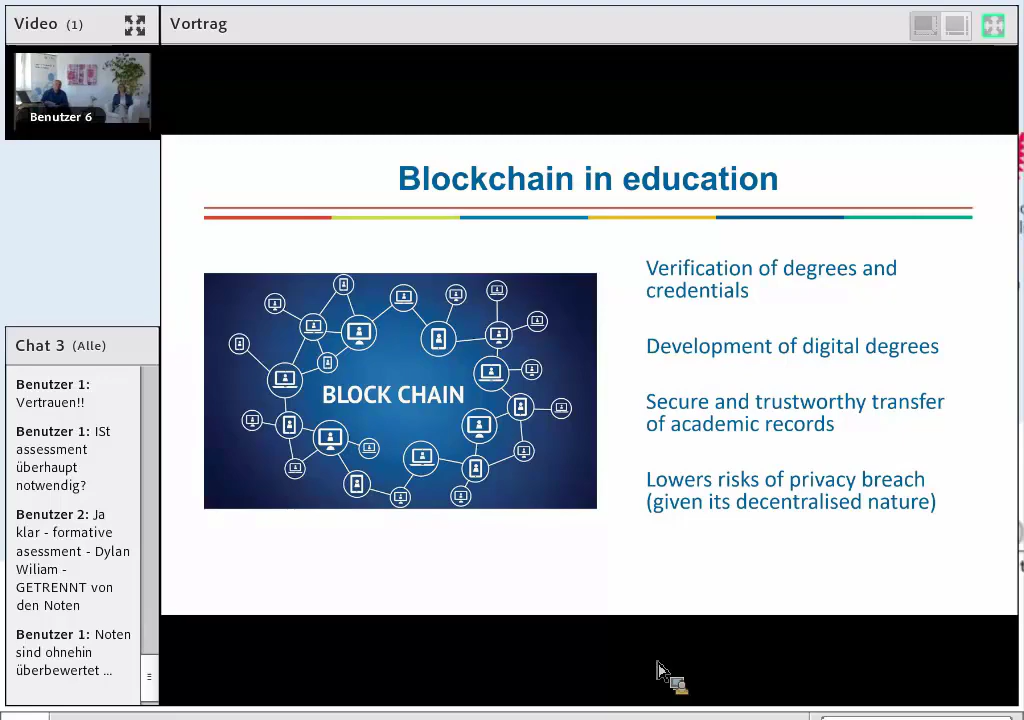 Video (1)
Vortrag
Benutzer 6
Blockchain in education
BLOCK CHAIN
Verification of degrees and
credentials
Development of digital degrees
Secure and trustworthy transfer
of academic records
Lowers risks of privacy breach
(given its decentralised nature)
Chat 3 (Alle)
Benutzer 1:
Vertrauen!!
Benutzer 1: ISt
assessment
überhaupt
notwendig?
Benutzer 2: Ja
klar - formative
asessment - Dylan
Wiliam -
GETRENNT von
den Noten
Benutzer 1: Noten
sind ohnehin
überbewertet ...